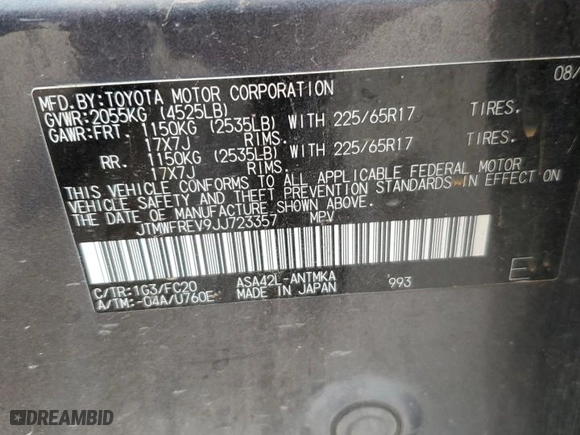 08/
MFD.BY:TOYOTA MOTOR CORPORATION
GVWR:2055KG (4525LB)
GAWR:FRT. 1150KG (2535LB) WITH 225/65R17 TIRES.
17X7J RIMS.
RR. 1150KG (2535LB) WITH 225/65R17 TIRES.
17X7J RIMS.
THIS VEHICLE CONFORMS TO ALL APPLICABLE FEDERAL MOTOR
VEHICLE SAFETY AND THEFT PREVENTION STANDARDS IN EFFECT ON
THE DATE OF MANUFACTURE SHOWN ABOVE.
JTMWFREV9JJ723357 MPV
C/TR:1G3/FC20 ASA42L-ANTMKA 993 E
A/TM:-04A/U760E MADE IN JAPAN
DREAMBID